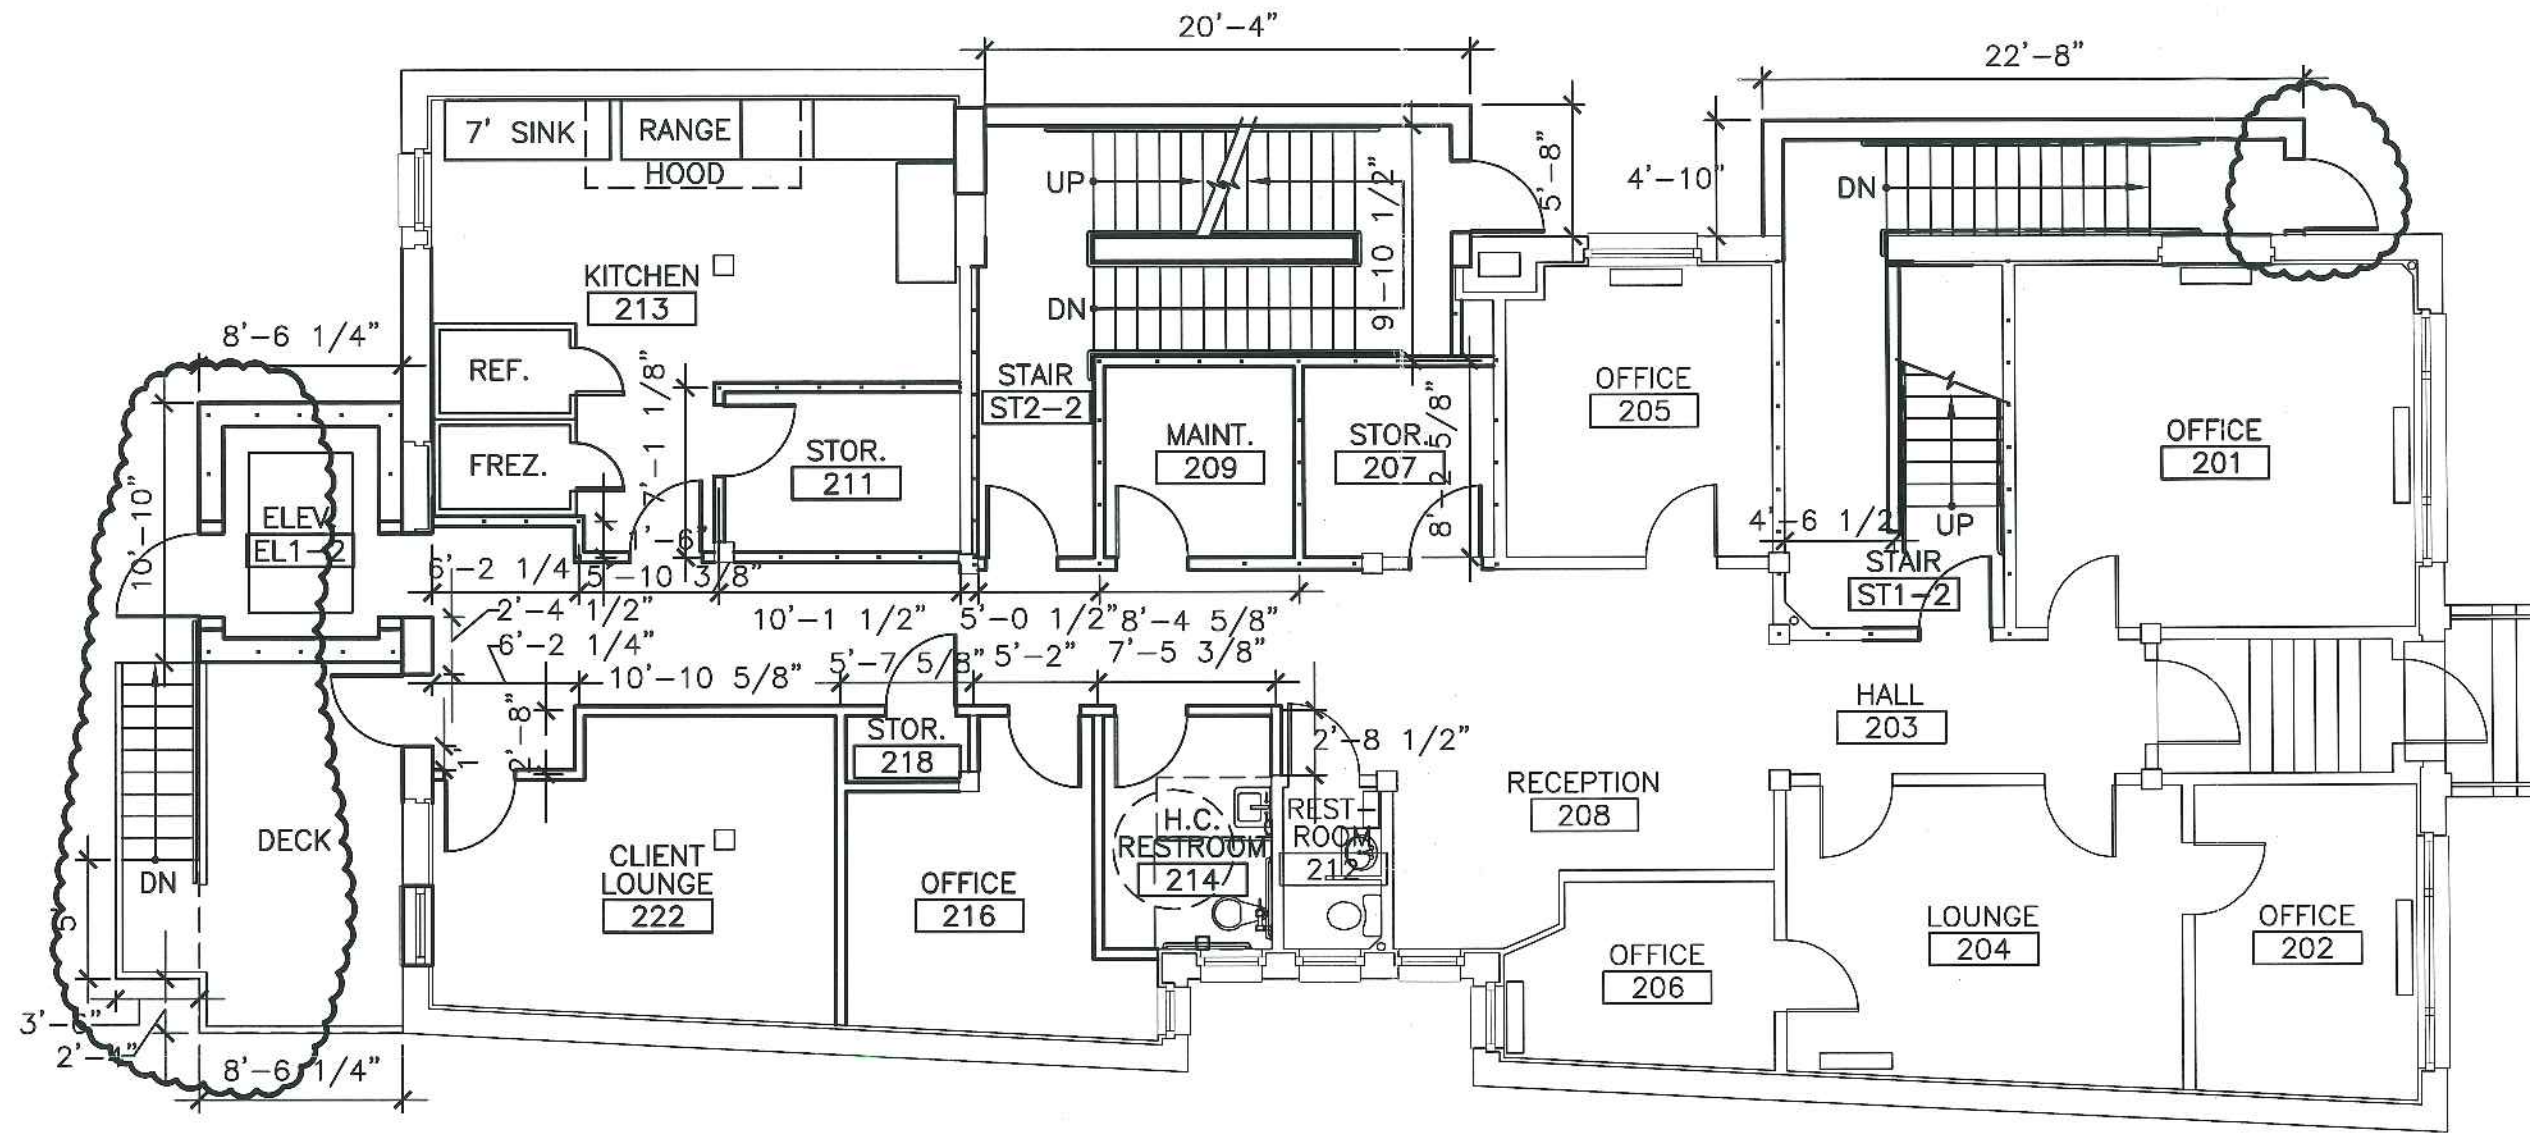 20'-4"
22'-8"
7' SINK
RANGE
HOOD
UP
9'-10 1/2"
5'-8"
4'-10"
DN
KITCHEN
213
DN
8'-6 1/4"
REF.
7'-1 1/8"
STAIR
ST2-2
OFFICE
205
FREZ.
STOR.
211
MAINT.
209
STOR.
207
8'-2 5/8"
OFFICE
201
10'-10"
ELEV.
EL1-2
1'-6"
4'-6 1/2
UP
STAIR
ST1-2
6'-2 1/4
5'-10 3/8"
2'-4 1/2"
10'-1 1/2"
5'-0 1/2"
8'-4 5/8"
6'-2 1/4"
10'-10 5/8"
5'-7 5/8"
5'-2"
7'-5 3/8"
HALL
203
1'
2'-8"
STOR.
218
2'-8 1/2"
RECEPTION
208
DECK
DN
CLIENT
LOUNGE
222
OFFICE
216
H.C.
RESTROOM
214
REST
ROOM
212
LOUNGE
204
OFFICE
202
OFFICE
206
5'
3'-6"
2'-4"
8'-6 1/4"